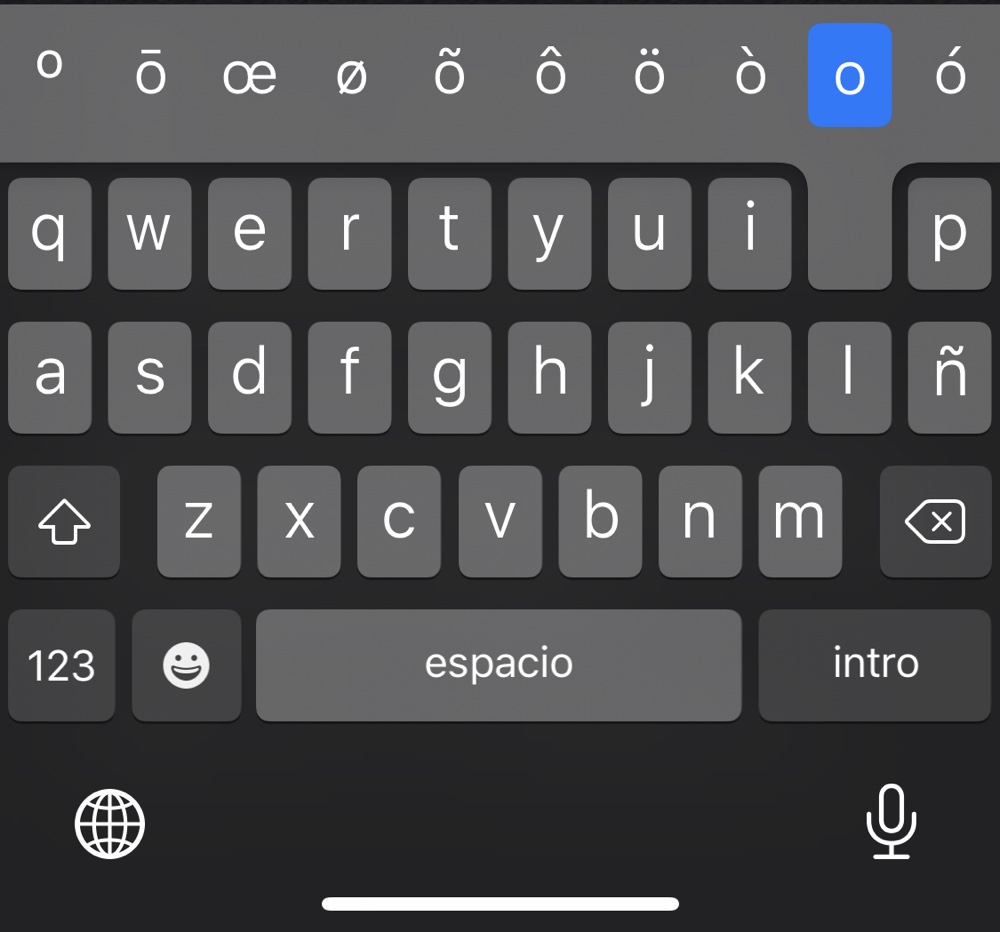 º ō œ ø õ ô ö ò o ó
q w e r t y u i p
a s d f g h j k l ñ
z x c v b n m
123 espacio intro